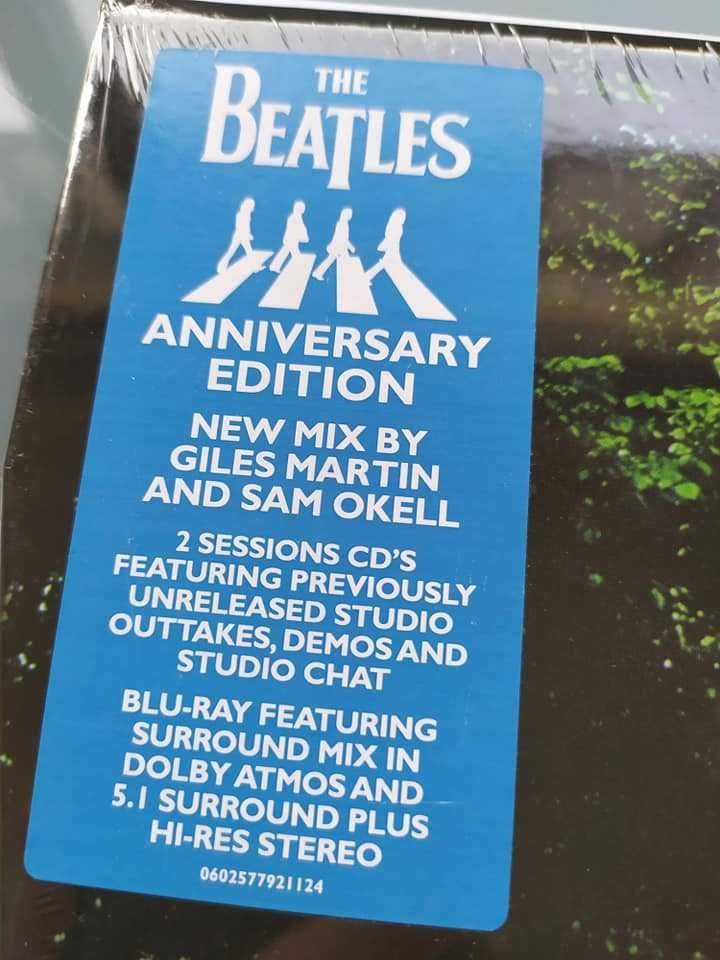 THE
BEATLES
ANNIVERSARY
EDITION
NEW MIX BY
GILES MARTIN
AND SAM OKELL
2 SESSIONS CD'S
FEATURING PREVIOUSLY
UNRELEASED STUDIO
OUTTAKES, DEMOS AND
STUDIO CHAT
BLU-RAY FEATURING
SURROUND MIX IN
DOLBY ATMOS AND
5.1 SURROUND PLUS
HI-RES STEREO
0602577921124